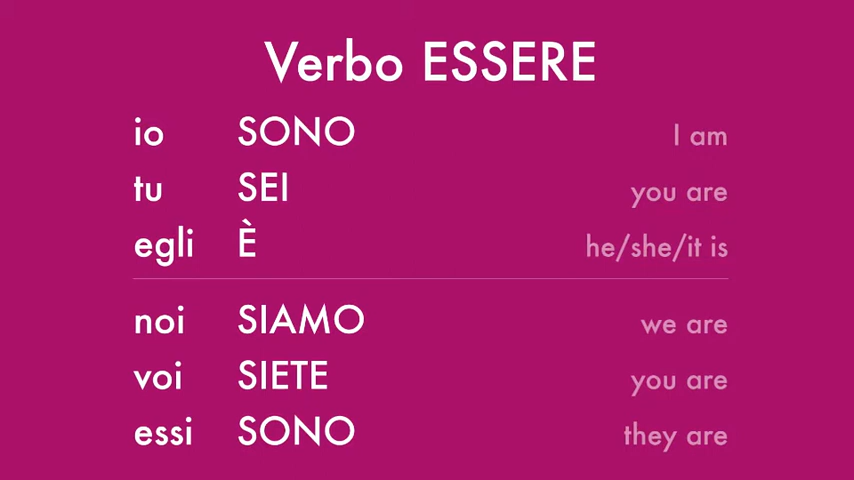 Verbo ESSERE
io SONO I am
tu SEI you are
egli È he/she/it is
noi SIAMO we are
voi SIETE you are
essi SONO they are